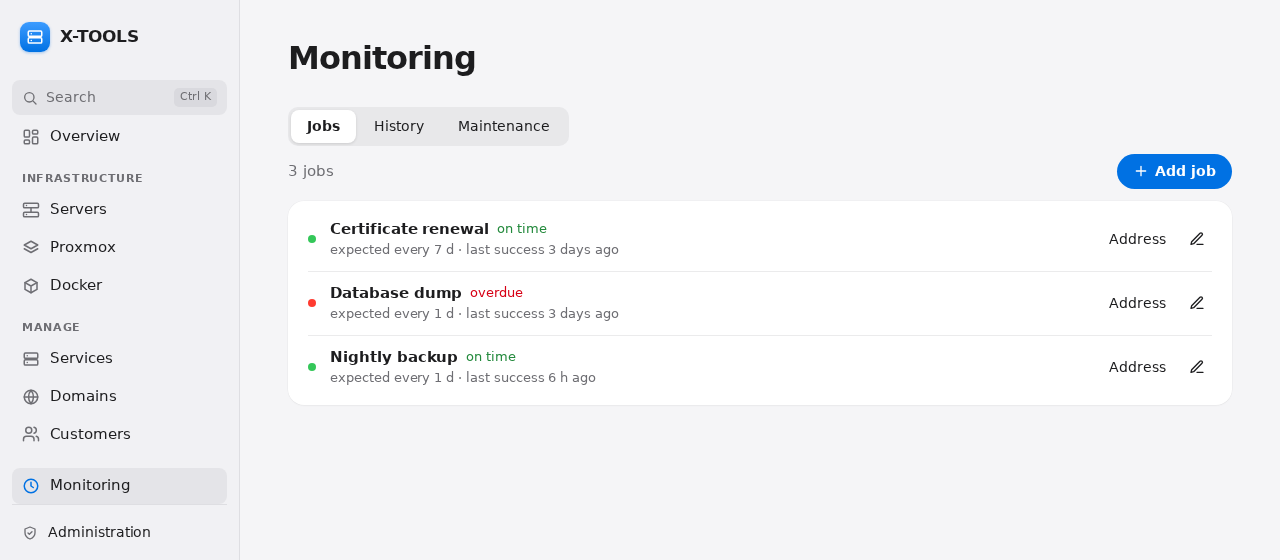 X-TOOLS
Search Ctrl K
Overview
INFRASTRUCTURE
Servers
Proxmox
Docker
MANAGE
Services
Domains
Customers
Monitoring
Administration
Monitoring
Jobs History Maintenance
3 jobs
Add job
Certificate renewal on time
expected every 7 d · last success 3 days ago
Address
Database dump overdue
expected every 1 d · last success 3 days ago
Address
Nightly backup on time
expected every 1 d · last success 6 h ago
Address